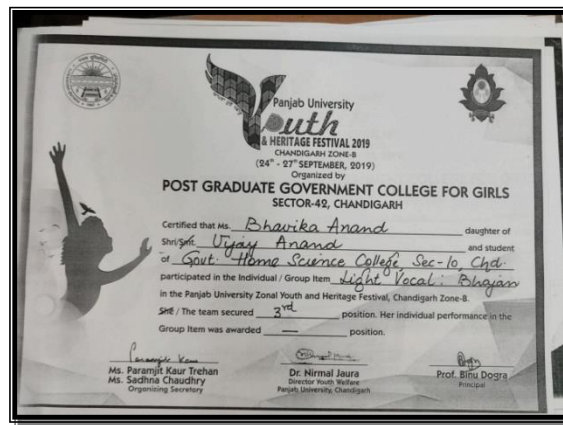 Panjab University
Youth
& HERITAGE FESTIVAL 2019
CHANDIGARH ZONE-B
(24th - 27th SEPTEMBER, 2019)
Organized by
POST GRADUATE GOVERNMENT COLLEGE FOR GIRLS
SECTOR-42, CHANDIGARH
Certified that Ms. Bhavika Anand daughter of
Shri/Smt. Vijay Anand and student
of Govt. Home Science College, Sec-10, Chd.
participated in the Individual / Group Item Light Vocal : Bhajan
in the Panjab University Zonal Youth and Heritage Festival, Chandigarh Zone-B.
She / The team secured 3rd position. Her individual performance in the
Group Item was awarded — position.
Paramjit Kaur
Ms. Paramjit Kaur Trehan
Ms. Sadhna Chaudhry
Organizing Secretary
Dr. Nirmal Jaura
Director Youth Welfare
Panjab University, Chandigarh
Prof. Binu Dogra
Principal